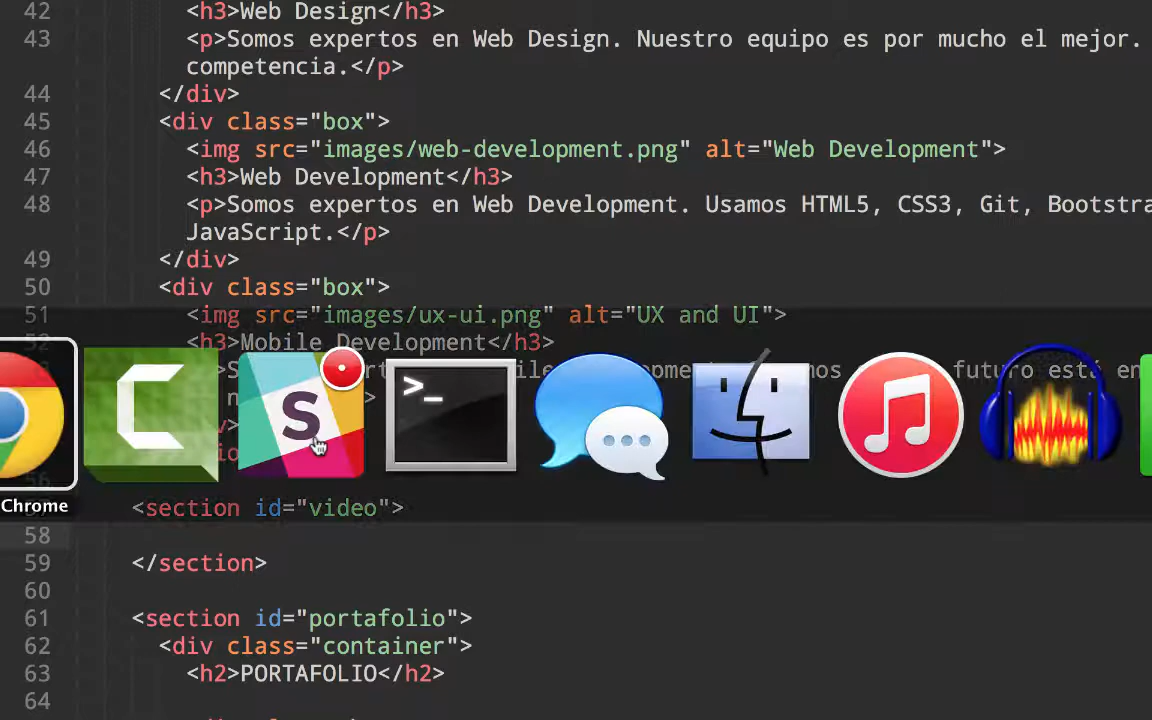 42 <h3>Web Design</h3>
43 <p>Somos expertos en Web Design. Nuestro equipo es por mucho el mejor.
competencia.</p>
44 </div>
45 <div class="box">
46 <img src="images/web-development.png" alt="Web Development">
47 <h3>Web Development</h3>
48 <p>Somos expertos en Web Development. Usamos HTML5, CSS3, Git, Bootstra
JavaScript.</p>
49 </div>
50 <div class="box">
51 <img src="images/ux-ui.png" alt="UX and UI">
52 <h3>Mobile Development</h3>
futuro está en
>_
S
Chrome
<section id="video">
58
59 </section>
60
61 <section id="portafolio">
62 <div class="container">
63 <h2>PORTAFOLIO</h2>
64